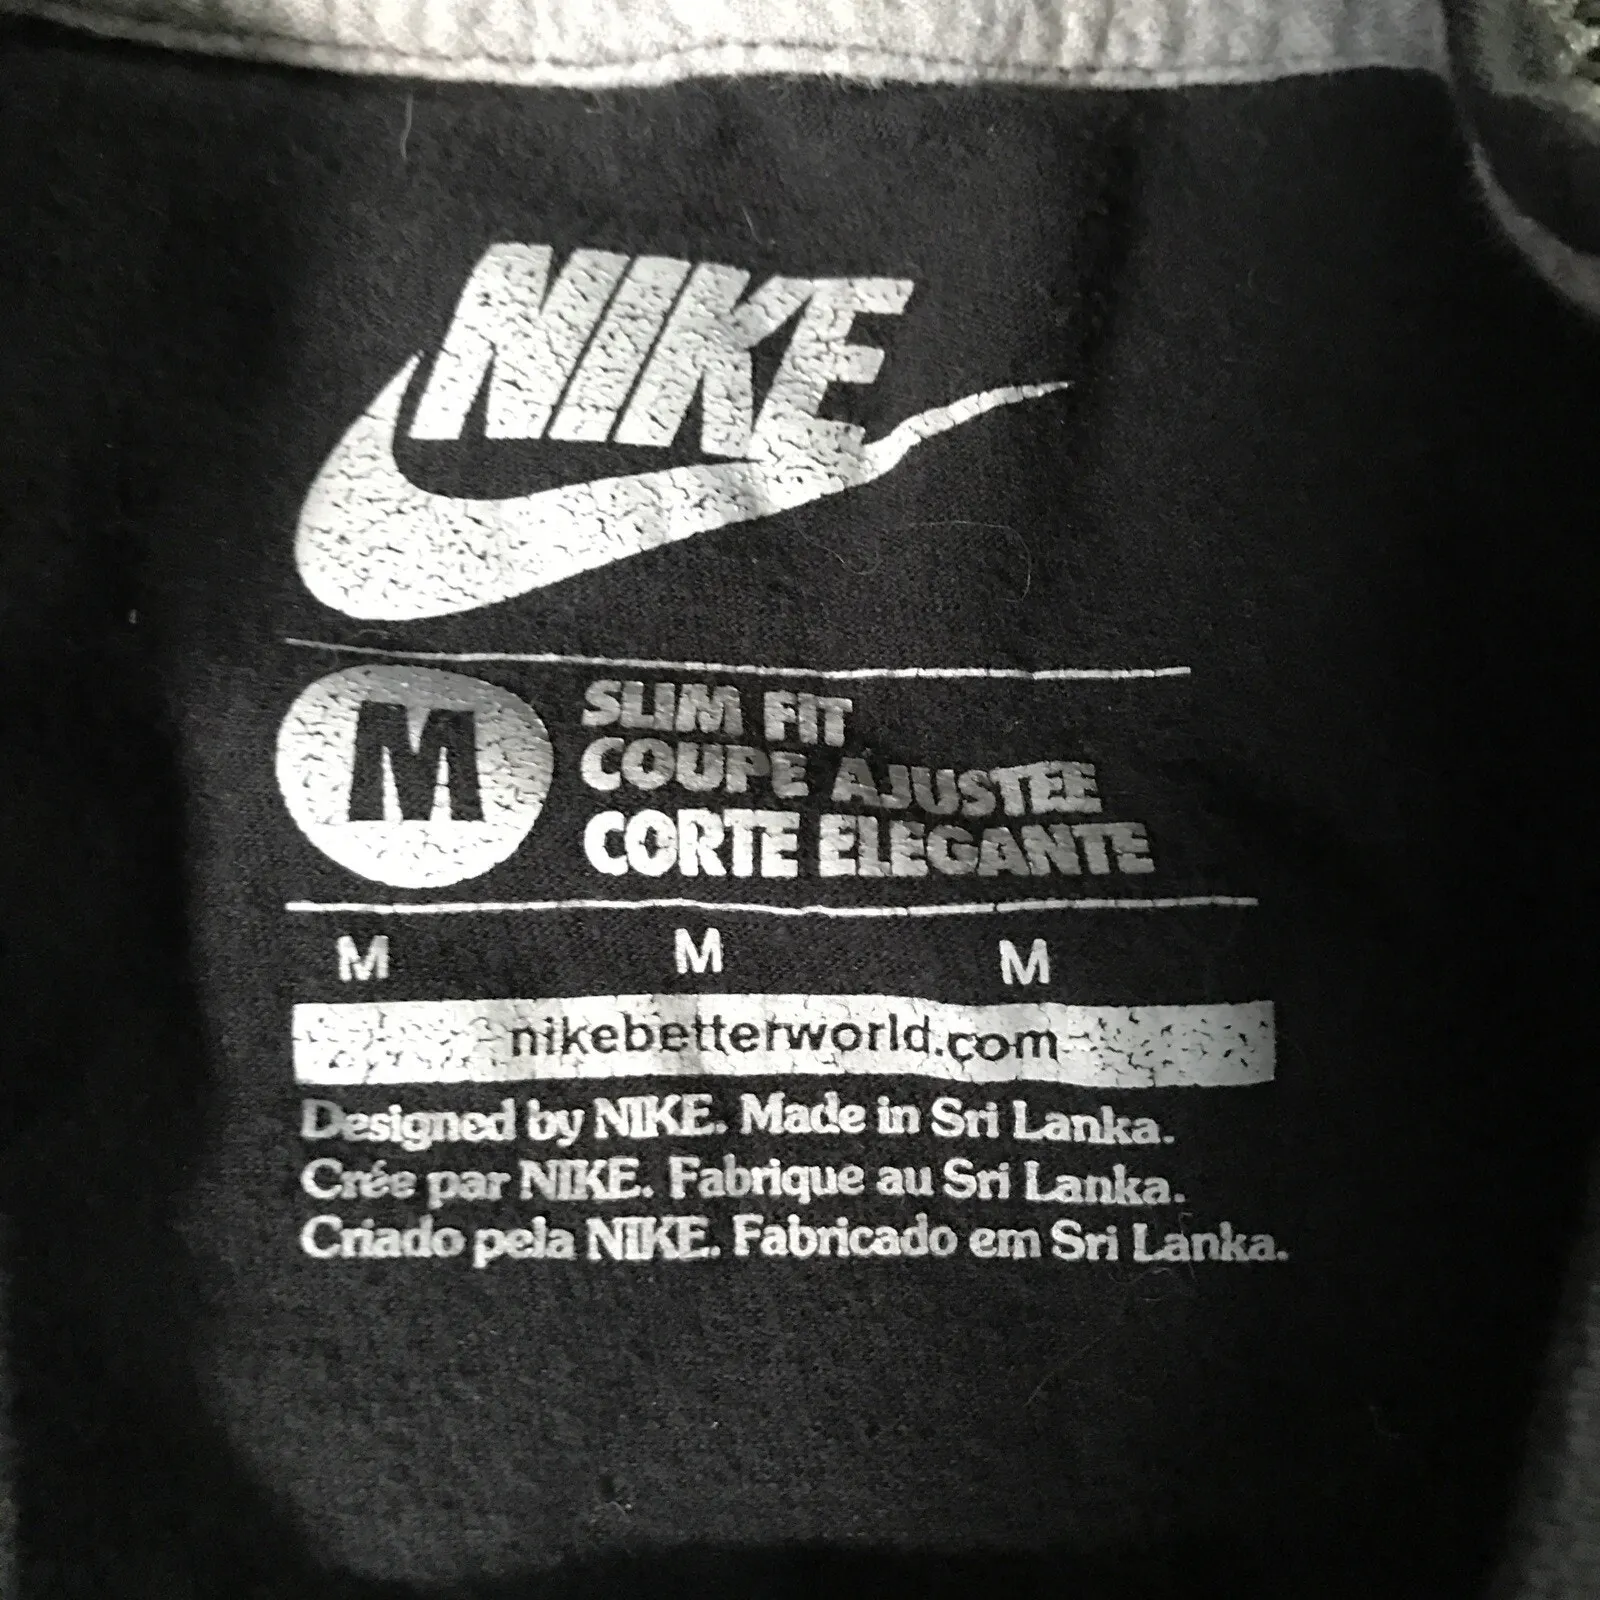 NIKE
M
SLIM FIT
COUPE AJUSTEE
CORTE ELEGANTE
M M M
nikebetterworld.com
Designed by NIKE. Made in Sri Lanka.
Crée par NIKE. Fabrique au Sri Lanka.
Criado pela NIKE. Fabricado em Sri Lanka.